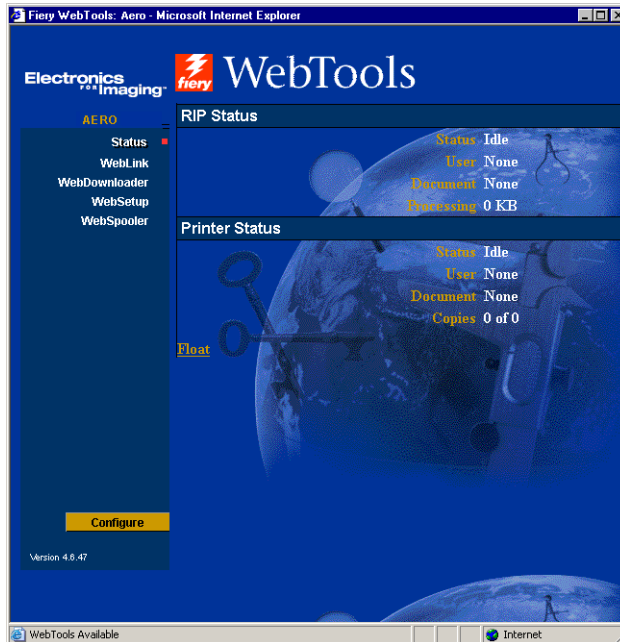 Fiery WebTools: Aero - Microsoft Internet Explorer
Electronics
FOR Imaging™
fiery
WebTools
AERO
Status
WebLink
WebDownloader
WebSetup
WebSpooler
RIP Status
Status Idle
User None
Document None
Processing 0 KB
Printer Status
Status Idle
User None
Document None
Copies 0 of 0
Float
Configure
Version 4.6.47
WebTools Available
Internet